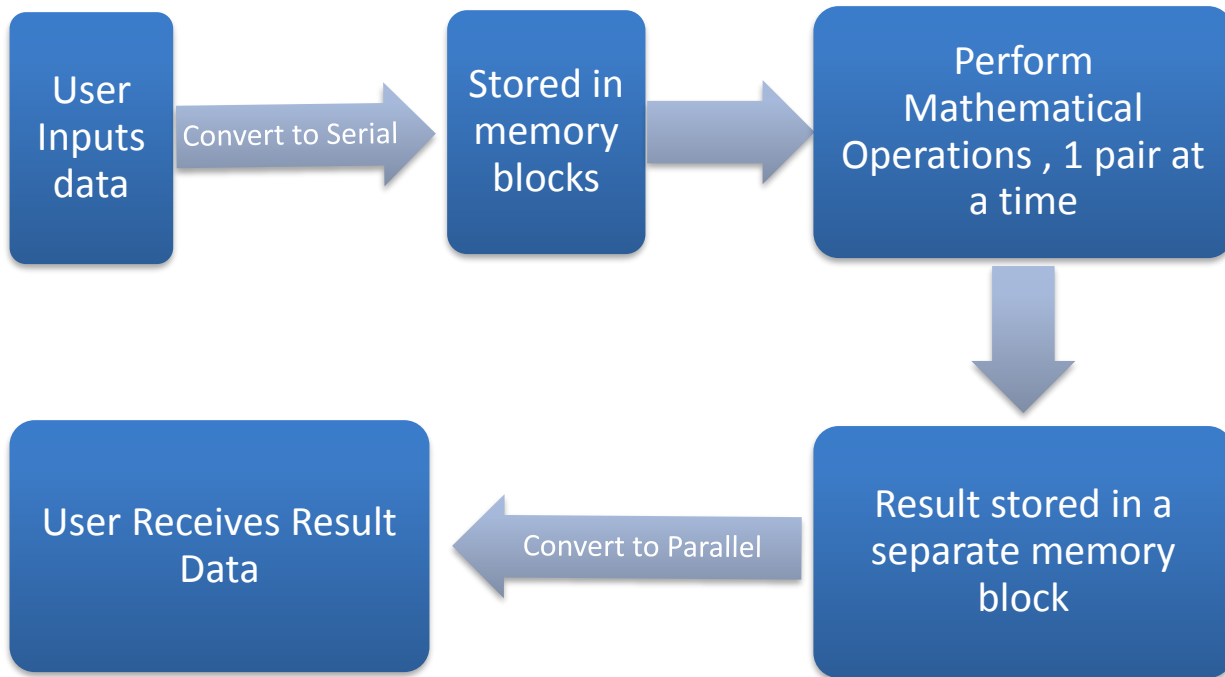 User
Inputs
data
Convert to Serial
Stored in
memory
blocks
Perform
Mathematical
Operations , 1 pair at
a time
Result stored in a
separate memory
block
Convert to Parallel
User Receives Result
Data